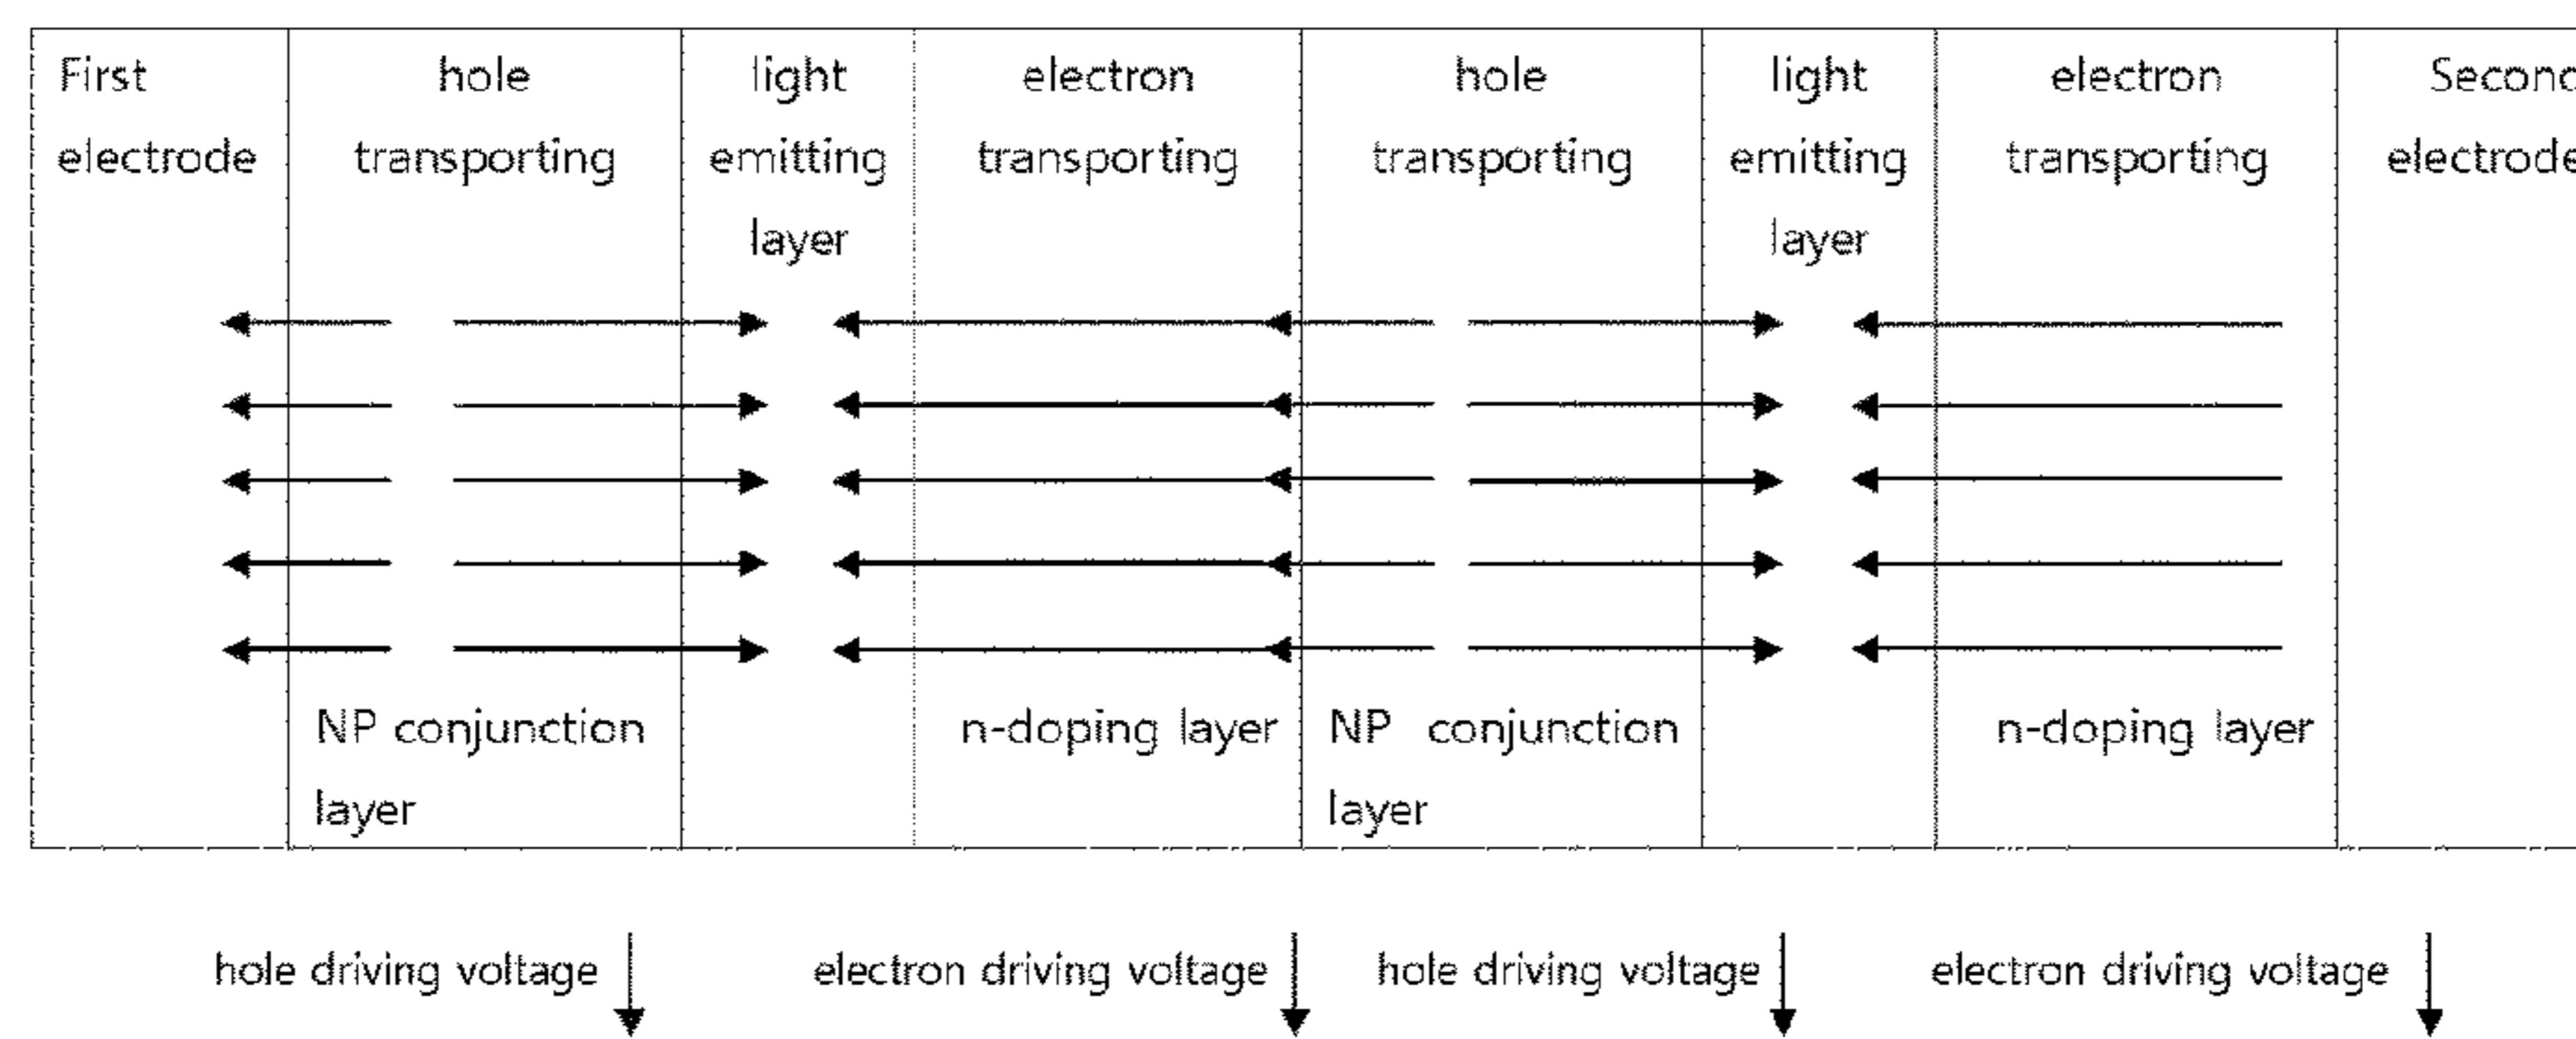 First electrode
hole transporting
light emitting layer
electron transporting
hole transporting
light emitting layer
electron transporting
Second electrode
NP conjunction layer
n-doping layer
NP conjunction layer
n-doping layer
hole driving voltage
electron driving voltage
hole driving voltage
electron driving voltage